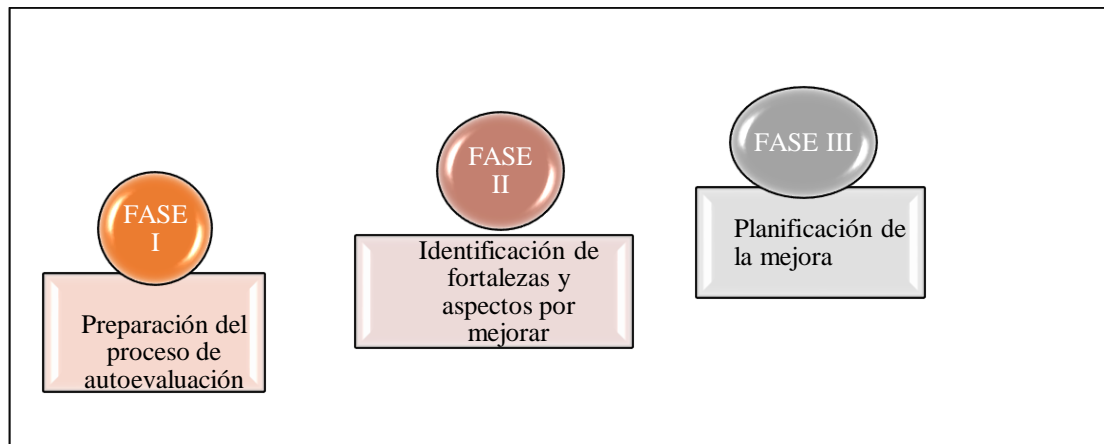 FASE
I
Preparación del
proceso de
autoevaluación
FASE
II
Identificación de
fortalezas y
aspectos por
mejorar
FASE III
Planificación de
la mejora